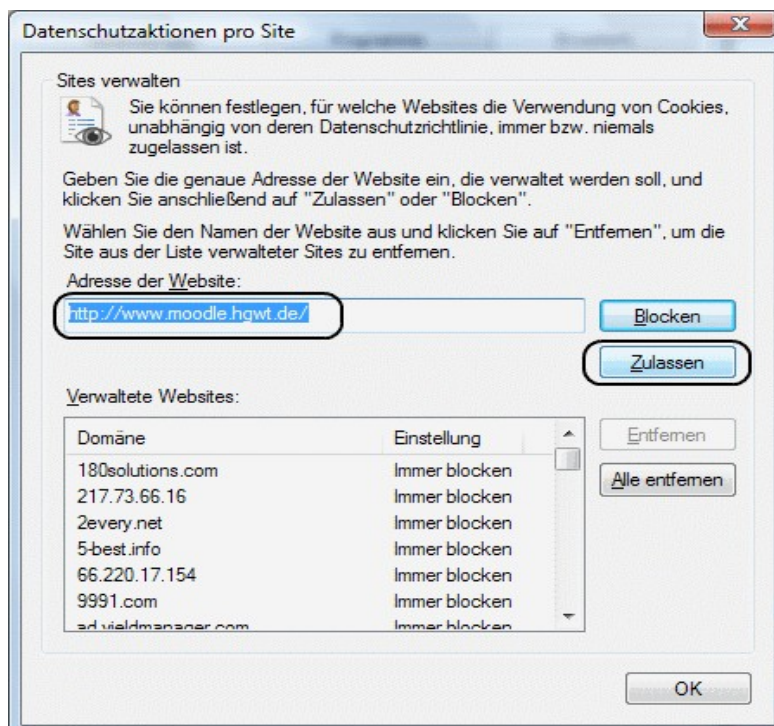 Datenschutzaktionen pro Site
Sites verwalten
Sie können festlegen, für welche Websites die Verwendung von Cookies,
unabhängig von deren Datenschutzrichtlinie, immer bzw. niemals
zugelassen ist.
Geben Sie die genaue Adresse der Website ein, die verwaltet werden soll, und
klicken Sie anschließend auf "Zulassen" oder "Blocken".
Wählen Sie den Namen der Website aus und klicken Sie auf "Entfernen", um die
Site aus der Liste verwalteter Sites zu entfernen.
Adresse der Website:
http://www.moodle.hgwt.de/
Blocken
Zulassen
Verwaltete Websites:
Domäne Einstellung
Entfernen
180solutions.com Immer blocken
Alle entfernen
217.73.66.16 Immer blocken
2every.net Immer blocken
5-best.info Immer blocken
66.220.17.154 Immer blocken
9991.com Immer blocken
ad.yieldmanager.com Immer blocken
OK